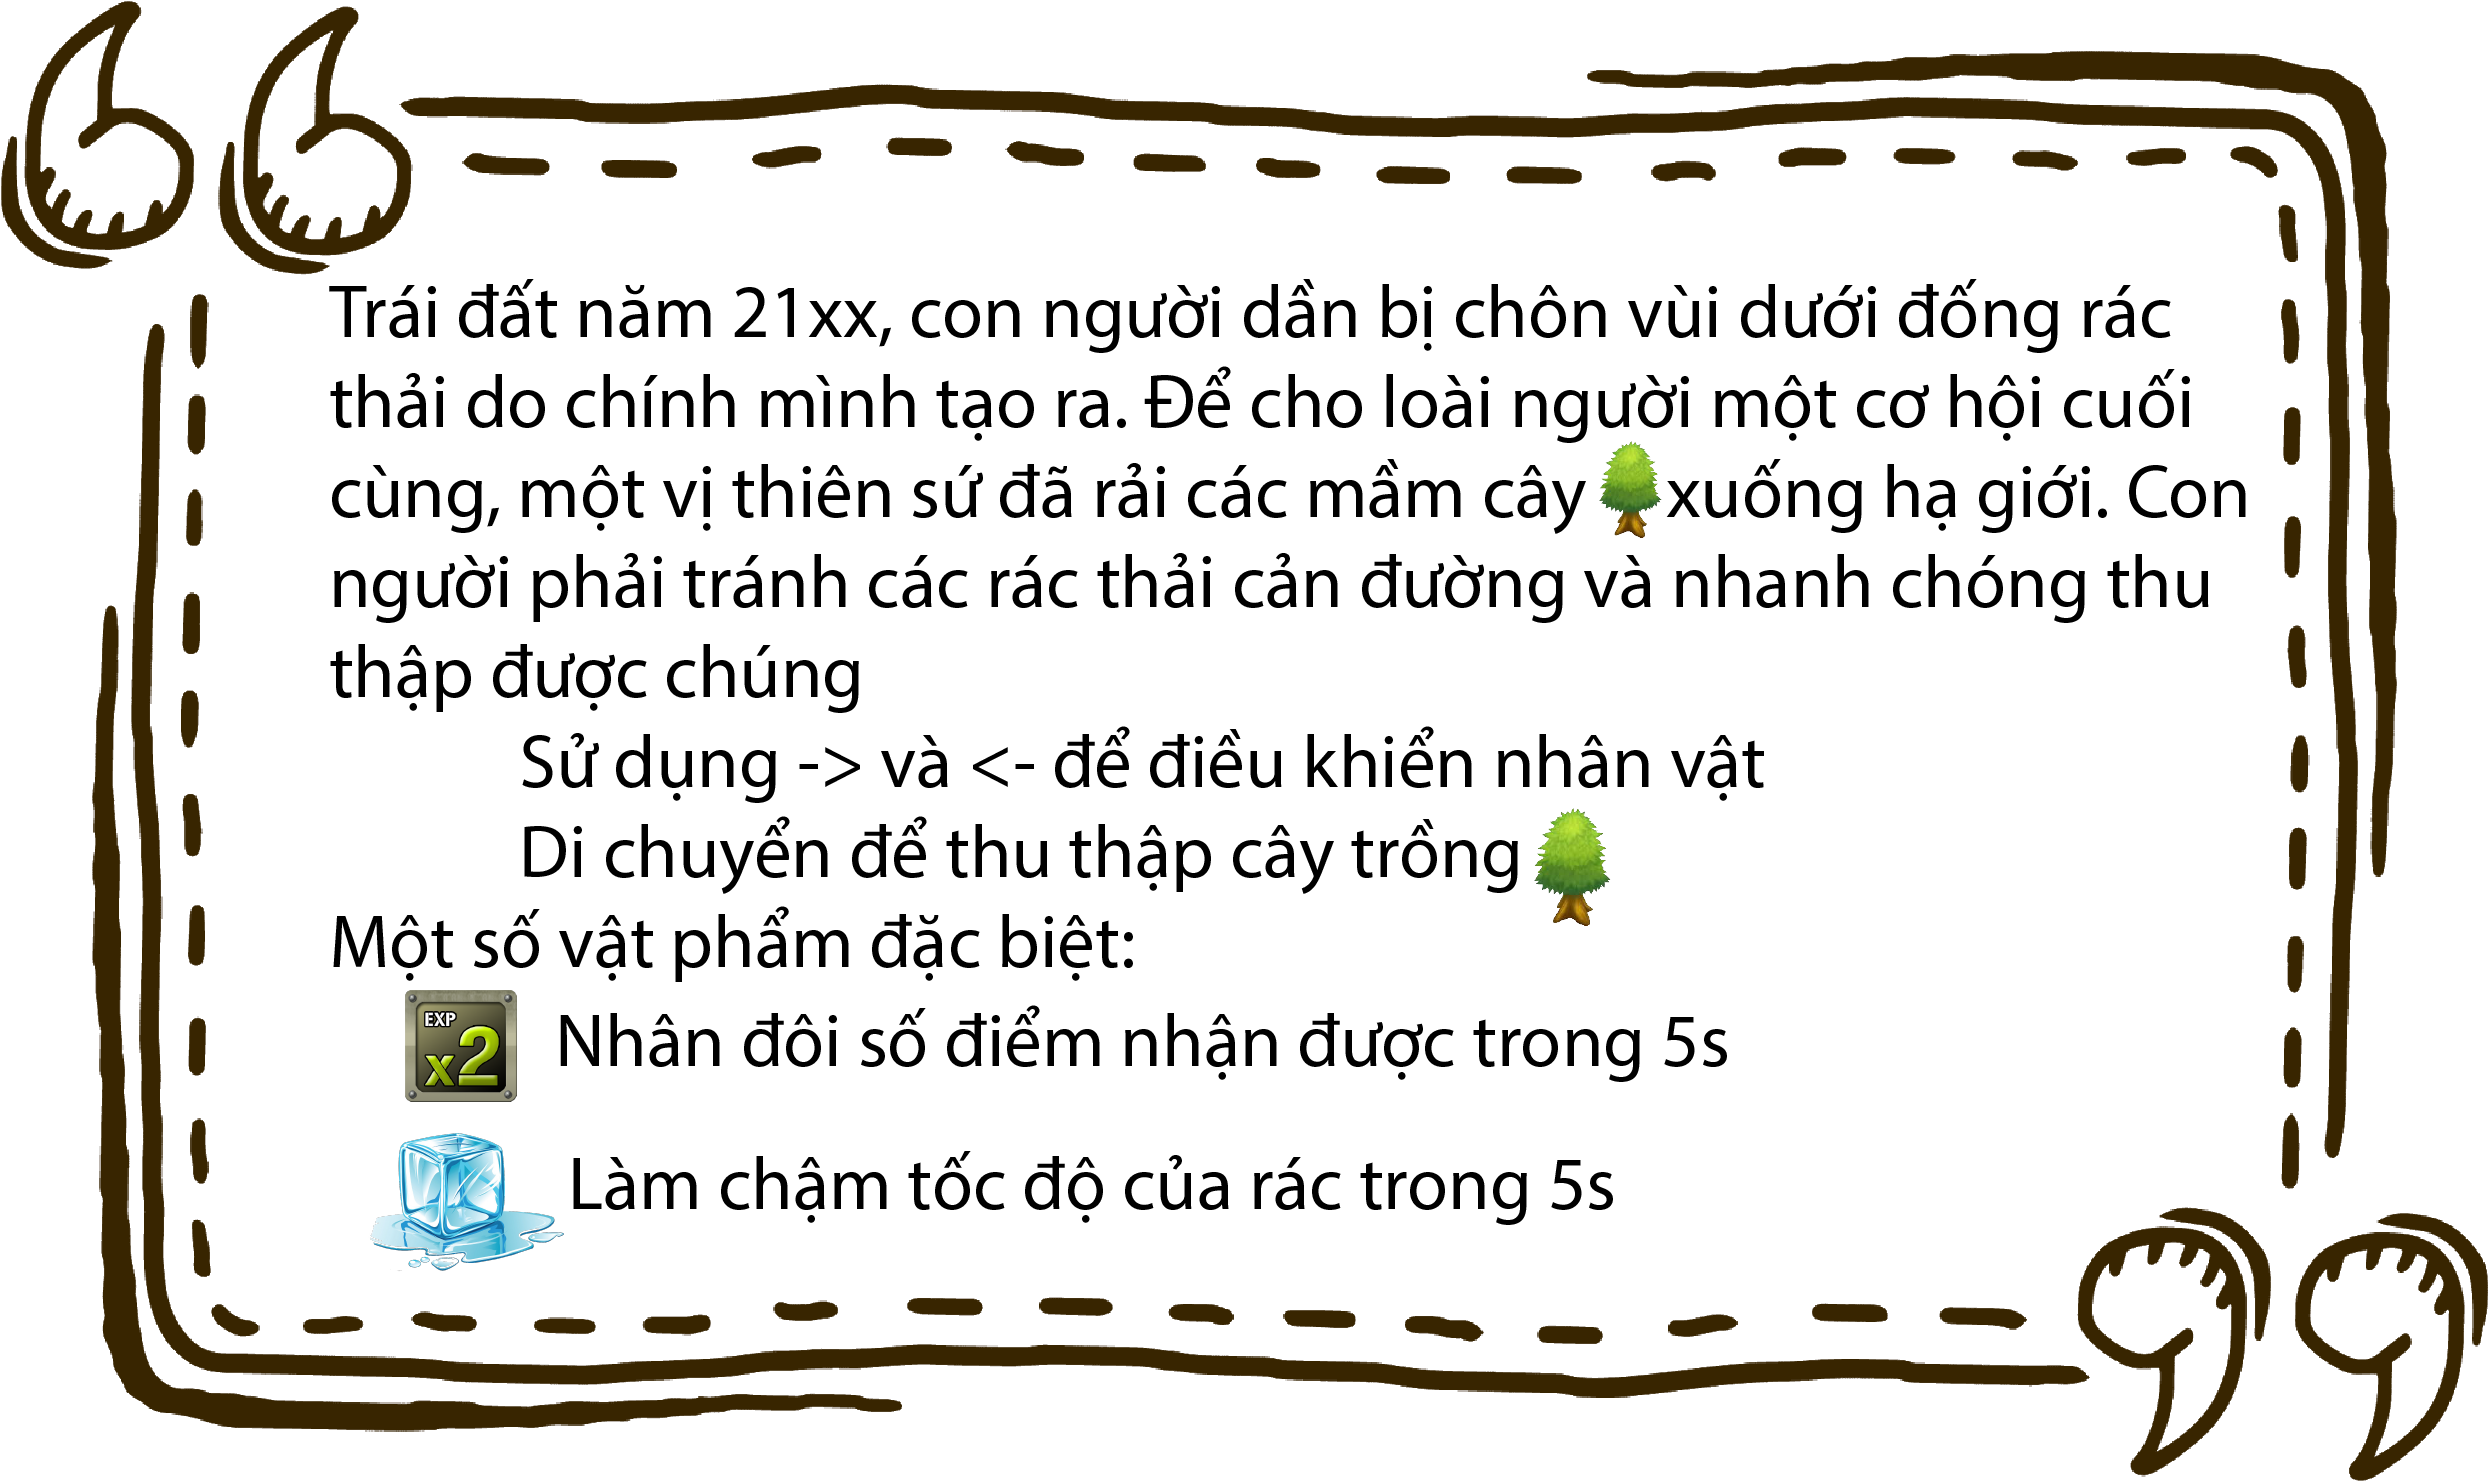 Trái đất năm 21xx, con người dần bị chôn vùi dưới đống rác
thải do chính mình tạo ra. Để cho loài người một cơ hội cuối
cùng, một vị thiên sứ đã rải các mầm cây xuống hạ giới. Con
người phải tránh các rác thải cản đường và nhanh chóng thu
thập được chúng
Sử dụng -> và <- để điều khiển nhân vật
Di chuyển để thu thập cây trồng
Một số vật phẩm đặc biệt:
EXP
x2
Nhân đôi số điểm nhận được trong 5s
Làm chậm tốc độ của rác trong 5s